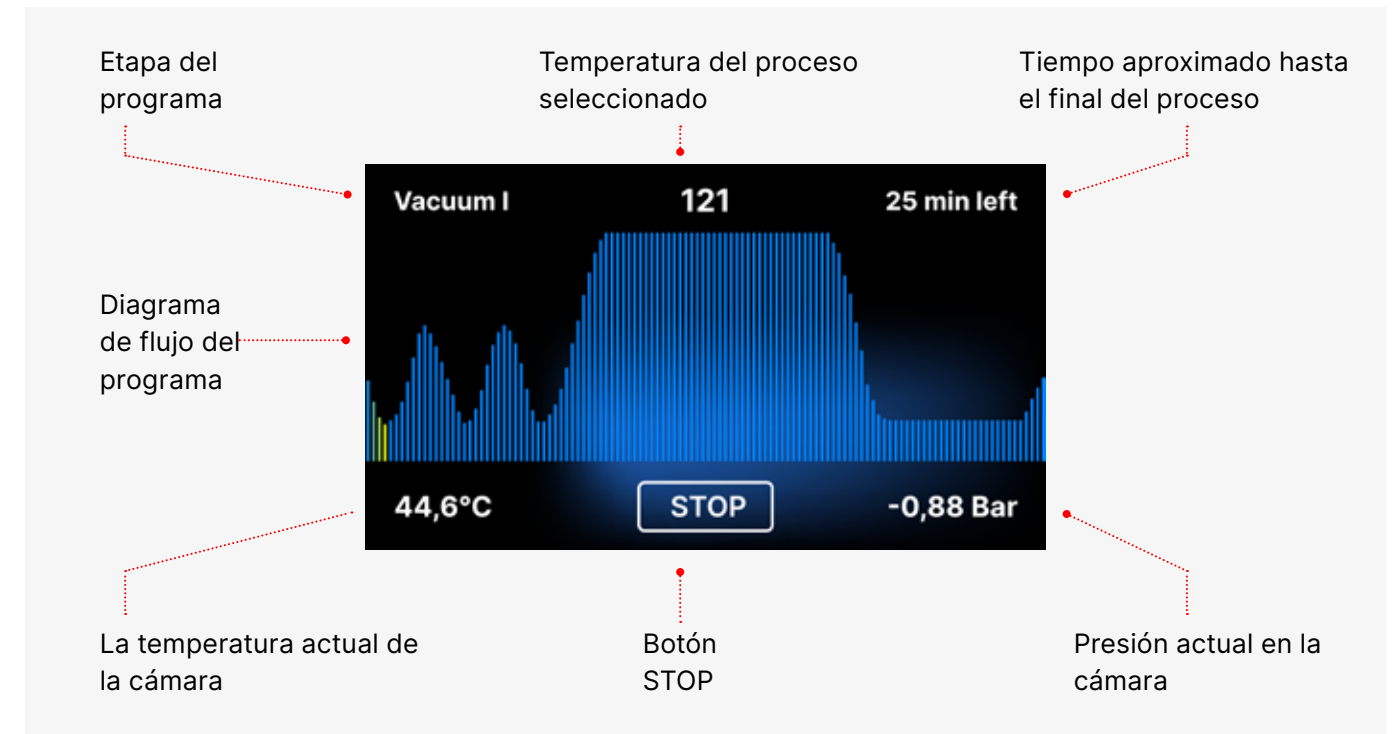 Etapa del
programa
Temperatura del proceso
seleccionado
Tiempo aproximado hasta
el final del proceso
Vacuum I
121
25 min left
Diagrama
de flujo del
programa
44,6°C
STOP
-0,88 Bar
La temperatura actual de
la cámara
Botón
STOP
Presión actual en la
cámara